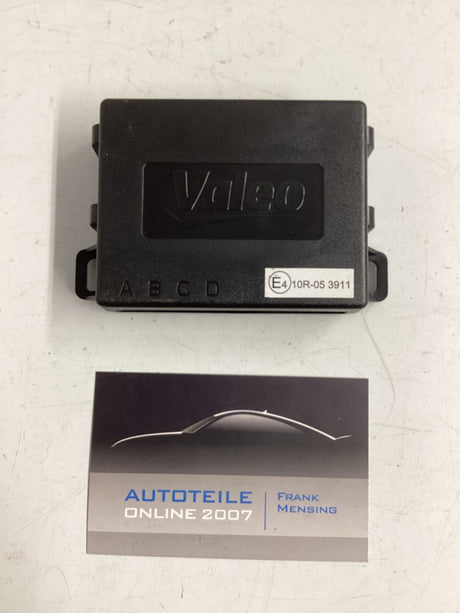 Valeo
A B C D
E4 10R-05 3911
AUTOTEILE
ONLINE 2007
FRANK
MENSING